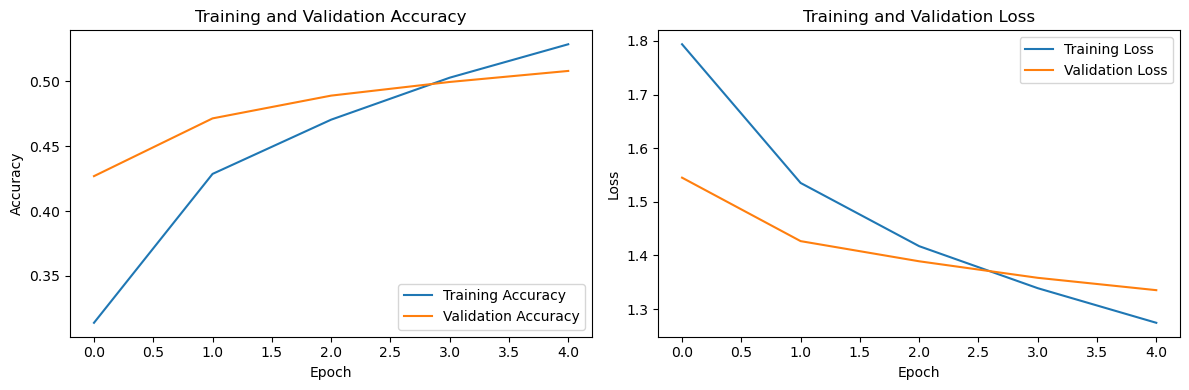 Training and Validation Accuracy
Accuracy
0.50
0.45
0.40
0.35
Training Accuracy
Validation Accuracy
0.0 0.5 1.0 1.5 2.0 2.5 3.0 3.5 4.0
Epoch
Training and Validation Loss
Loss
1.8
1.7
1.6
1.5
1.4
1.3
Training Loss
Validation Loss
0.0 0.5 1.0 1.5 2.0 2.5 3.0 3.5 4.0
Epoch